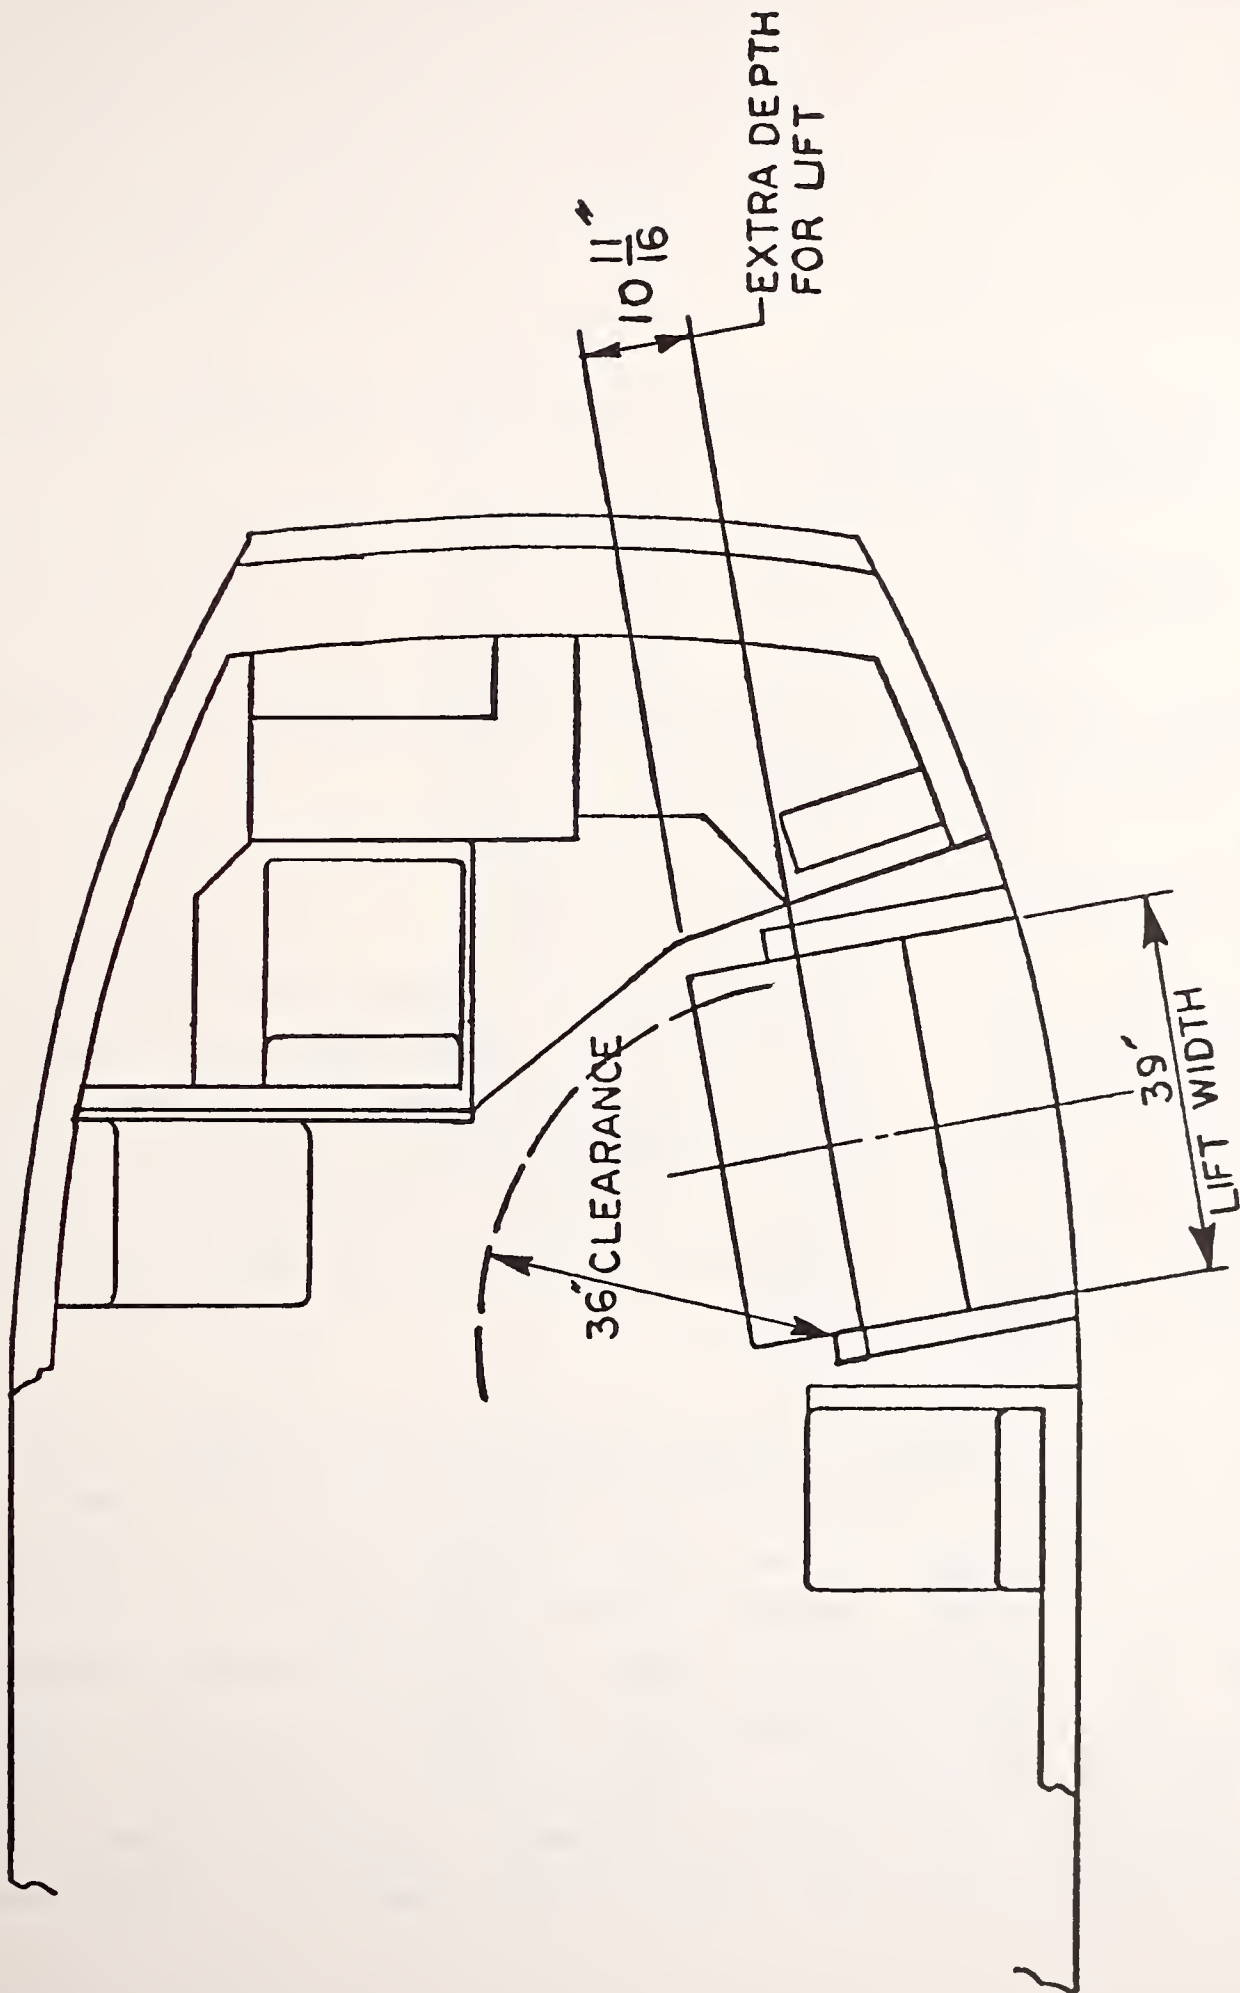 10 11/16"
EXTRA DEPTH
FOR LIFT
36" CLEARANCE
39"
LIFT WIDTH